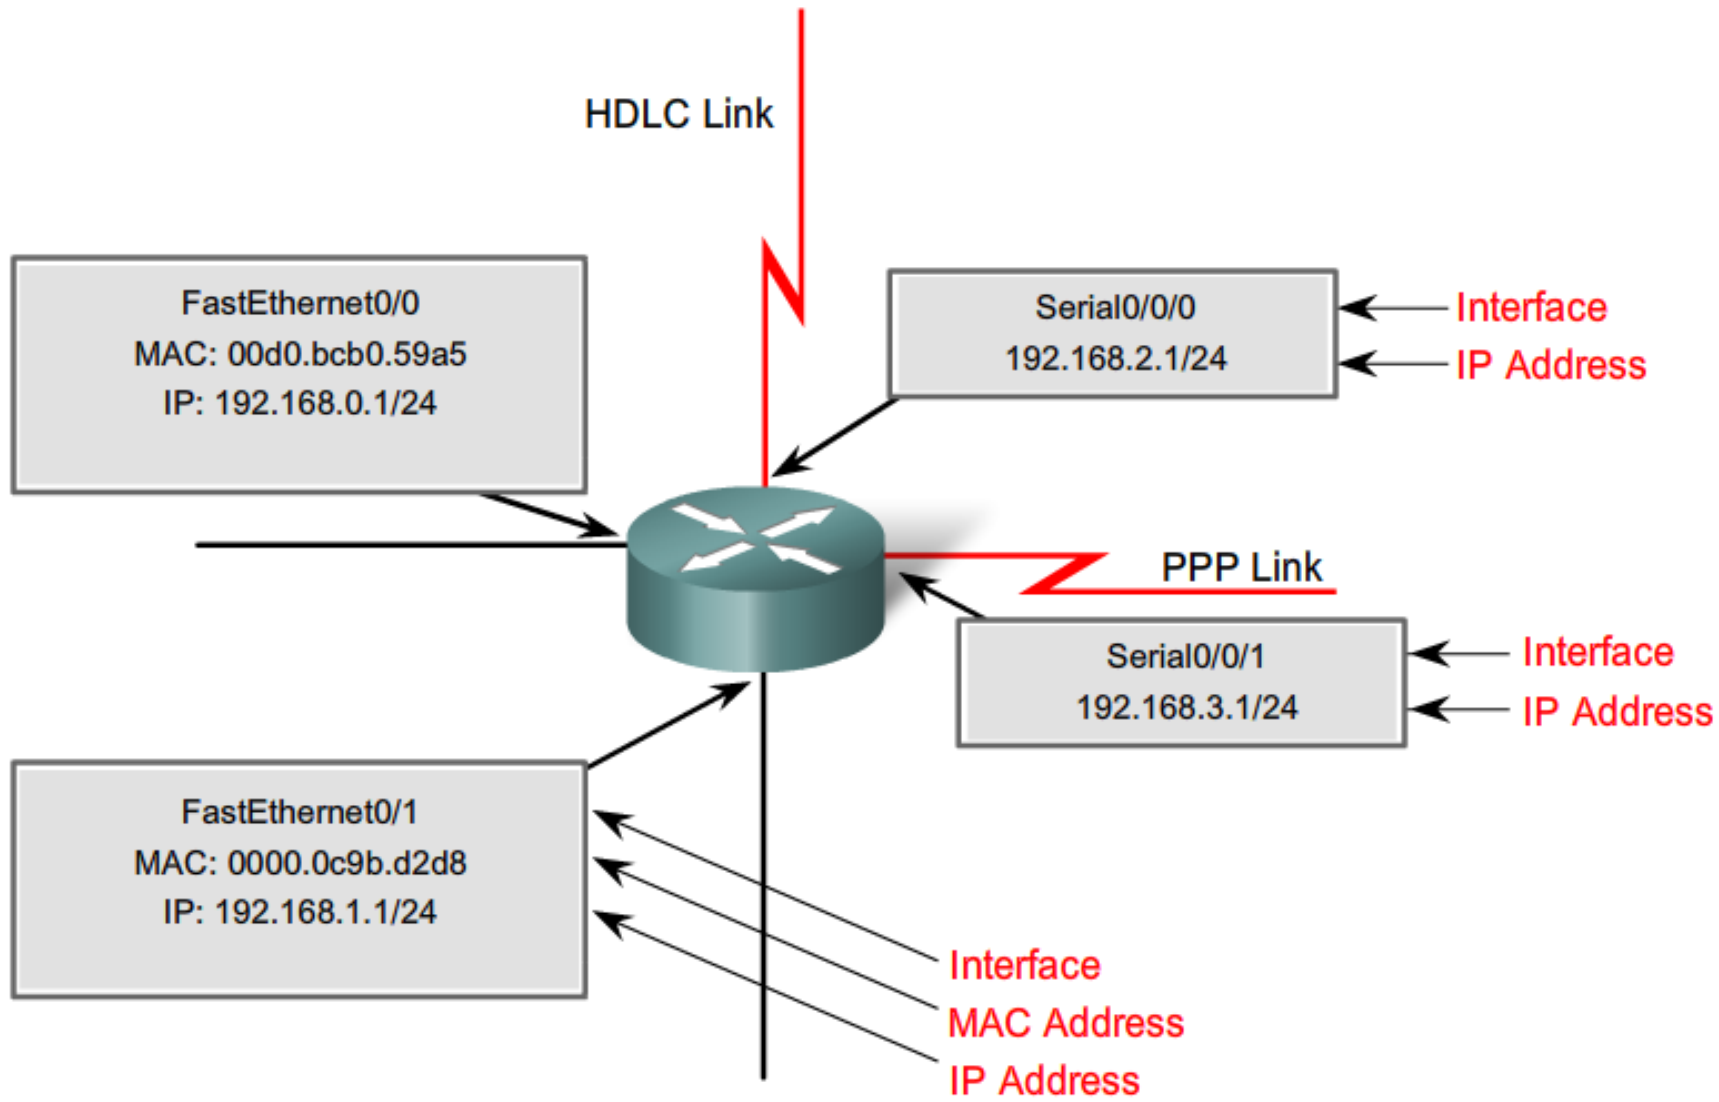 HDLC Link
FastEthernet0/0
MAC: 00d0.bcb0.59a5
IP: 192.168.0.1/24
Serial0/0/0
192.168.2.1/24
Interface
IP Address
PPP Link
Serial0/0/1
192.168.3.1/24
Interface
IP Address
FastEthernet0/1
MAC: 0000.0c9b.d2d8
IP: 192.168.1.1/24
Interface
MAC Address
IP Address